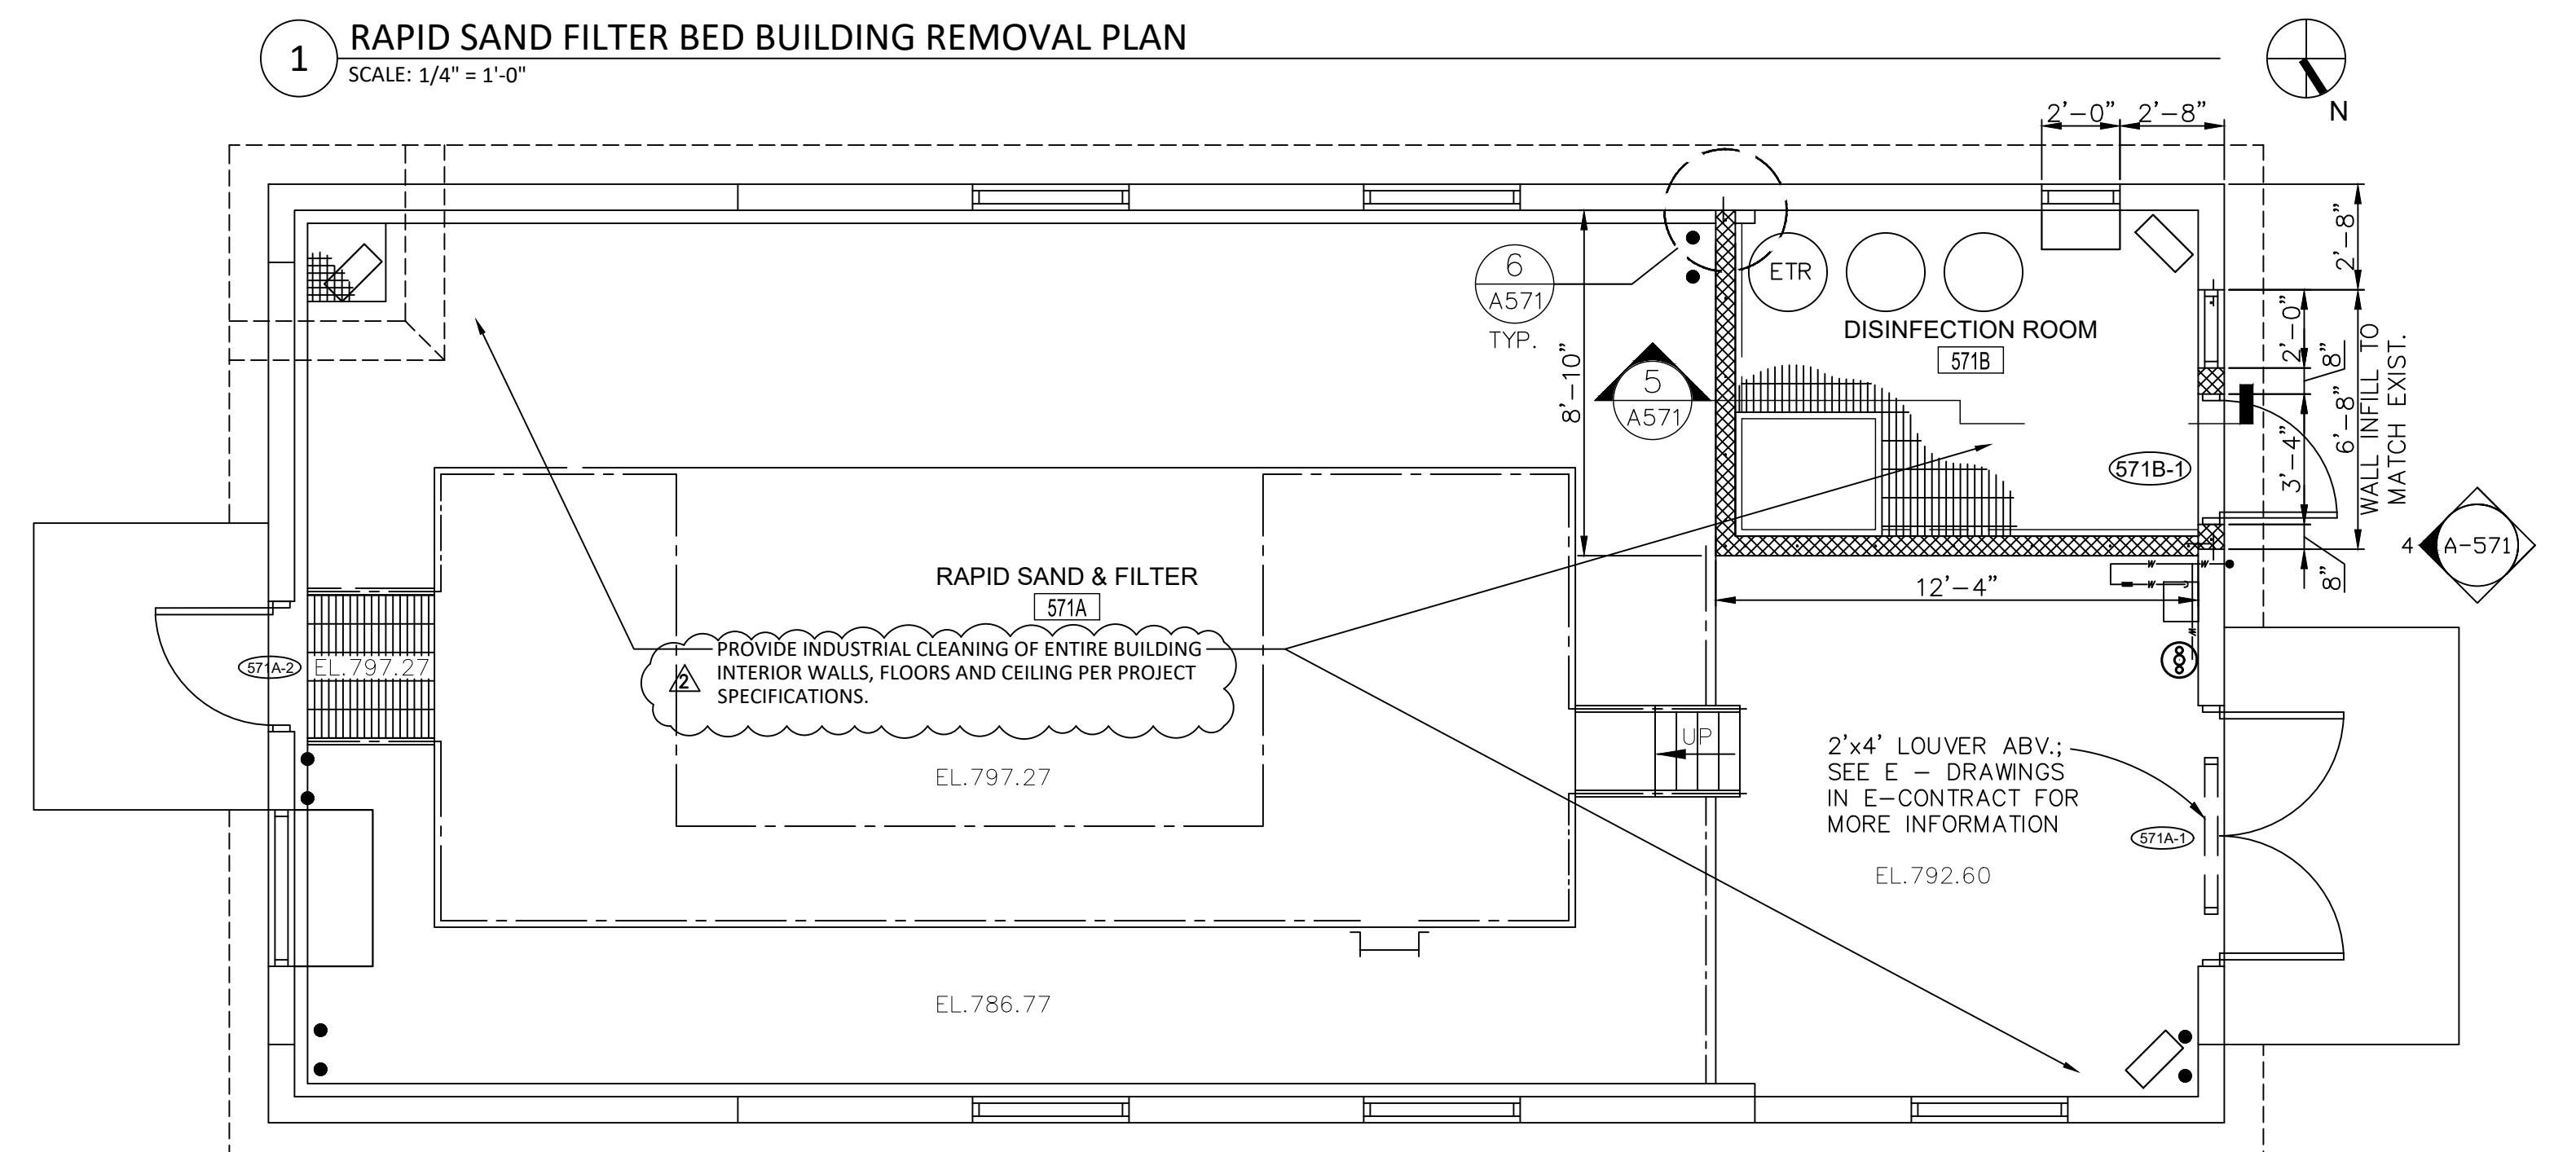 1
RAPID SAND FILTER BED BUILDING REMOVAL PLAN
SCALE: 1/4" = 1'-0"
N
2'-0"
2'-8"
2'-8"
6
A571
TYP.
8'-10"
ETR
DISINFECTION ROOM
571B
5
A571
2'-0"
8"
3'-4"
6'-8"
8"
WALL INFILL TO
MATCH EXIST.
571B-1
4
A-571
12'-4"
RAPID SAND & FILTER
571A
PROVIDE INDUSTRIAL CLEANING OF ENTIRE BUILDING
INTERIOR WALLS, FLOORS AND CEILING PER PROJECT
SPECIFICATIONS.
2
571A-2
EL.797.27
EL.797.27
UP
2'x4' LOUVER ABV.;
SEE E - DRAWINGS
IN E-CONTRACT FOR
MORE INFORMATION
571A-1
EL.792.60
EL.786.77